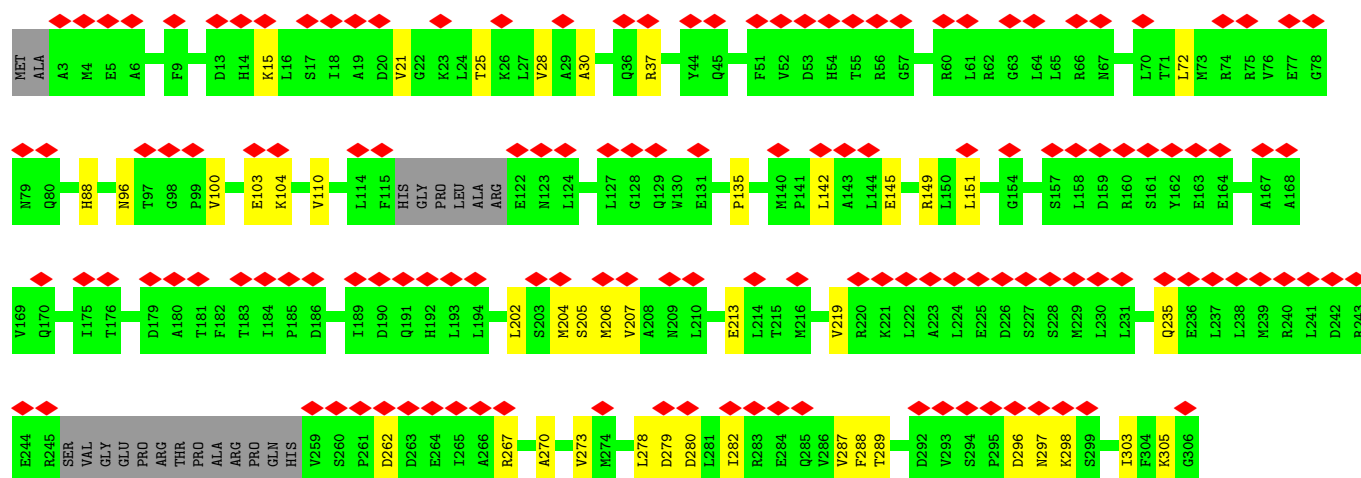 MET ALA A3 M4 E5 A6 F9 D13 H14 K15 L16 S17 I18 A19 D20 V21 G22 K23 L24 T25 K26 L27 V28 A29 A30 Q36 R37 Y44 Q45 F51 V52 D53 H54 T55 R56 G57 R60 L61 R62 G63 L64 L65 R66 N67 L70 T71 L72 M73 R74 R75 V76 E77 G78
N79 Q80 H88 N96 T97 G98 P99 V100 E103 K104 V110 L114 F115 HIS GLY PRO LEU ALA ARG E122 N123 L124 L127 G128 Q129 W130 E131 P135 M140 P141 L142 A143 L144 E145 R149 L150 L151 G154 S157 L158 D159 R160 S161 Y162 E163 E164 A167 A168
V169 Q170 I175 T176 D179 A180 T181 F182 T183 I184 P185 D186 I189 D190 Q191 H192 L193 L194 L202 S203 M204 S205 M206 V207 A208 N209 L210 E213 L214 T215 M216 V219 R220 K221 L222 A223 L224 E225 D226 S227 S228 M229 L230 L231 Q235 E236 L237 L238 M239 R240 L241 D242 R243
E244 R245 SER VAL GLY GLU PRO ARG THR PRO ALA ARG PRO GLN HIS V259 S260 P261 D262 D263 E264 I265 A266 R267 A270 V273 M274 L278 D279 D280 L281 I282 R283 E284 Q285 V286 V287 F288 T289 D292 V293 S294 P295 D296 N297 K298 S299 I303 F304 K305 G306